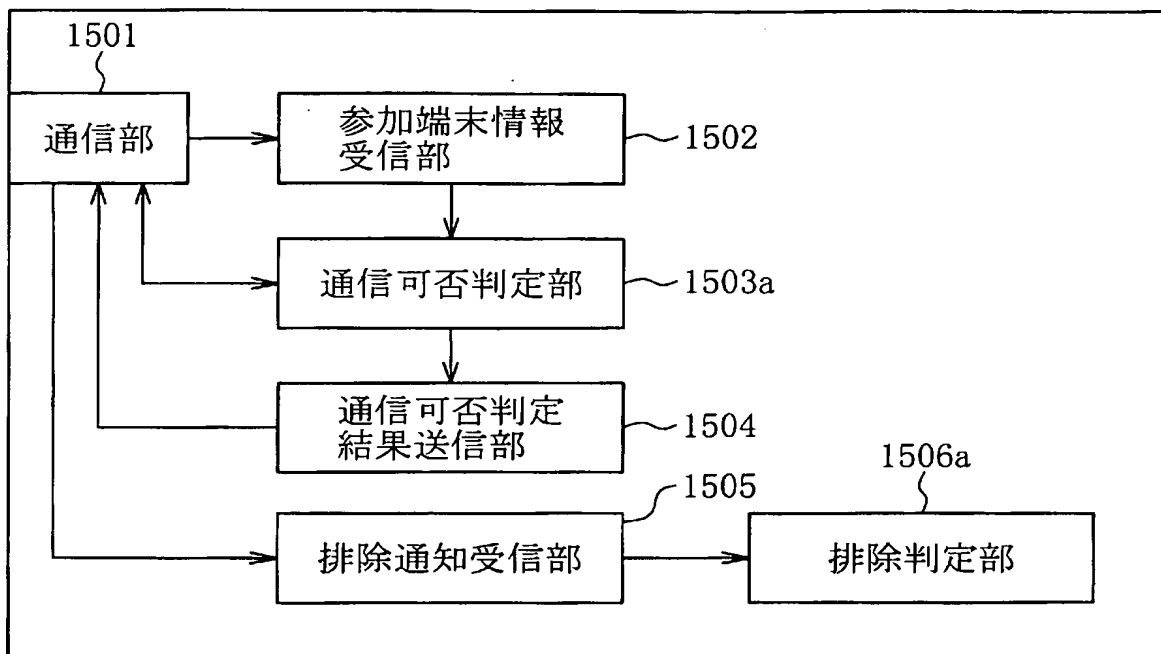 1501
通信部
参加端末情報
受信部
1502
通信可否判定部
1503a
通信可否判定
結果送信部
1504
1505
1506a
排除通知受信部
排除判定部